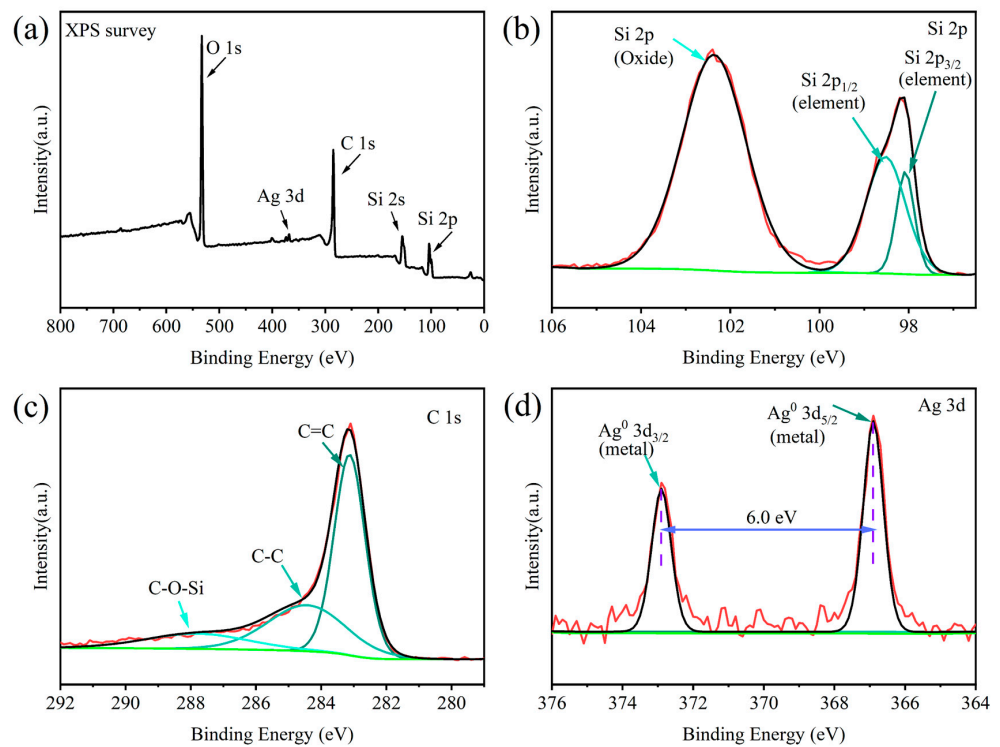 (a)
XPS survey
O 1s
C 1s
Ag 3d
Si 2s
Si 2p
Intensity(a.u.)
800 700 600 500 400 300 200 100 0
Binding Energy (eV)
(b)
Si 2p
Si 2p
(Oxide)
Si 2p1/2
(element)
Si 2p3/2
(element)
Intensity(a.u.)
106 104 102 100 98
Binding Energy (eV)
(c)
C 1s
C=C
C-C
C-O-Si
Intensity(a.u.)
292 290 288 286 284 282 280
Binding Energy (eV)
(d)
Ag 3d
Ag⁰ 3d5/2
(metal)
Ag⁰ 3d3/2
(metal)
6.0 eV
Intensity(a.u.)
376 374 372 370 368 366 364
Binding Energy (eV)